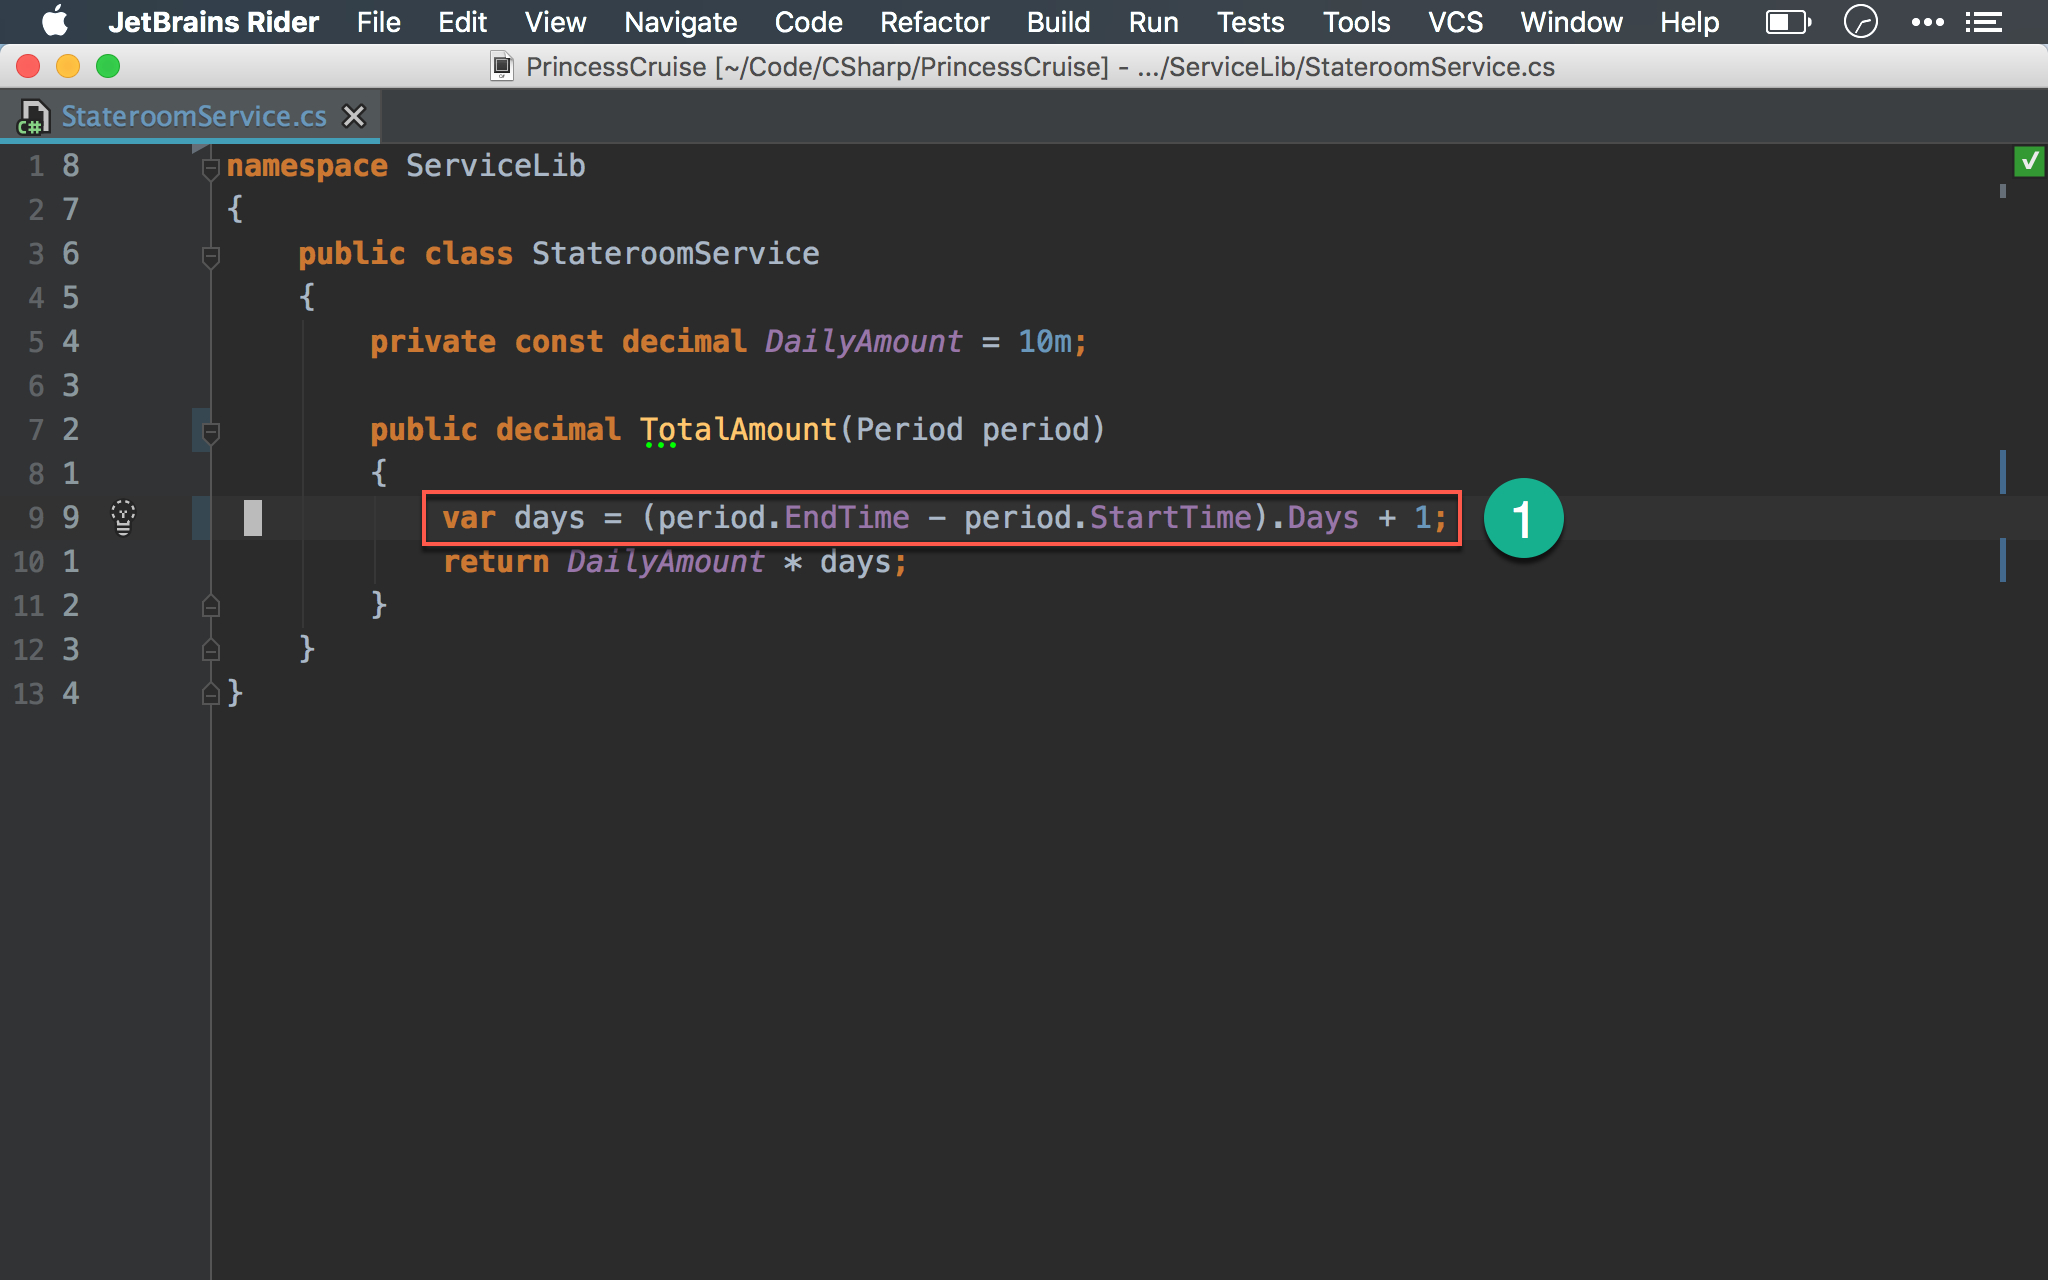 JetBrains Rider File Edit View Navigate Code Refactor Build Run Tests Tools VCS Window Help
PrincessCruise [~/Code/CSharp/PrincessCruise] - .../ServiceLib/StateroomService.cs
C# StateroomService.cs
1 8 namespace ServiceLib
2 7 {
3 6 public class StateroomService
4 5 {
5 4 private const decimal DailyAmount = 10m;
6 3
7 2 public decimal TotalAmount(Period period)
8 1 {
9 9 var days = (period.EndTime - period.StartTime).Days + 1; 1
10 1 return DailyAmount * days;
11 2 }
12 3 }
13 4 }